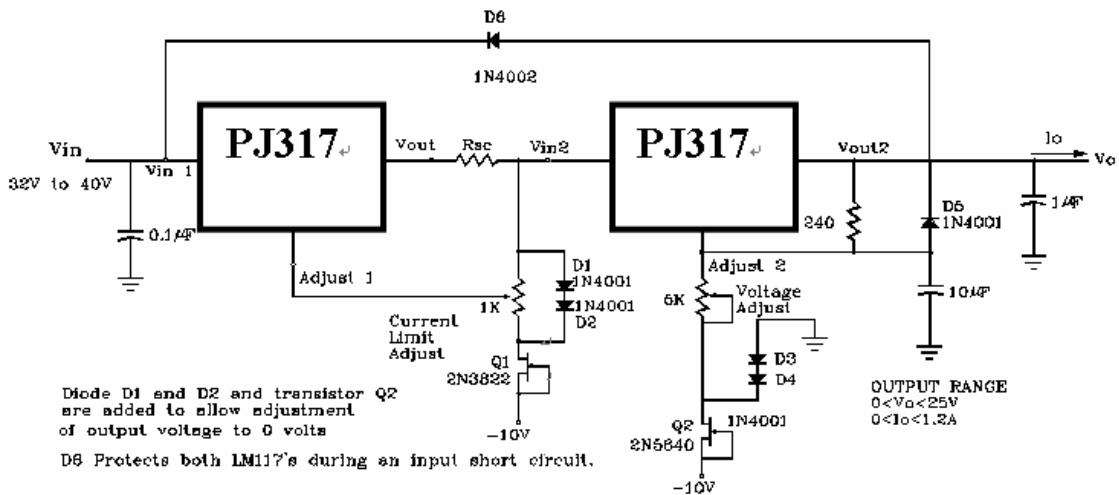 D6
1N4002
PJ317
PJ317
Vin
32V to 40V
Vin 1
0.1μF
Vout
Rsc
Vin2
Vout2
Io
Vo
1μF
240
D5
1N4001
10μF
Adjust 1
1K
Current
Limit
Adjust
D1
1N4001
1N4001
D2
Q1
2N3822
-10V
Adjust 2
5K
Voltage
Adjust
D3
D4
1N4001
Q2
2N5640
-10V
OUTPUT RANGE
0<Vo<25V
0<Io<1.2A
Diode D1 and D2 and transistor Q2
are added to allow adjustment
of output voltage to 0 volts
D6 Protects both LM117's during an input short circuit.